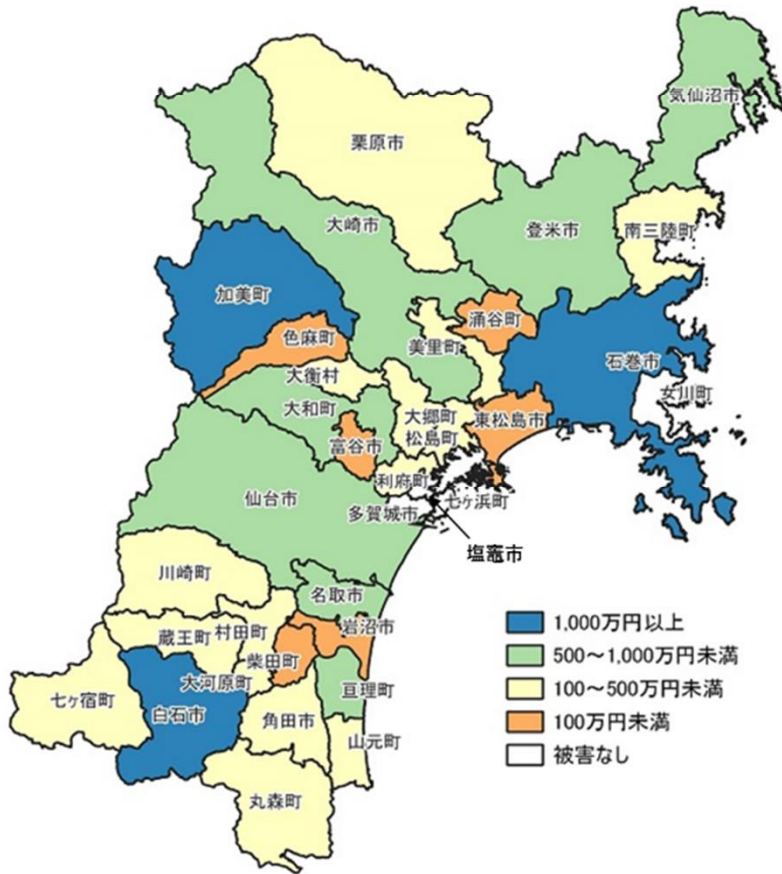 気仙沼市
栗原市
大崎市
登米市
南三陸町
加美町
涌谷町
色麻町
美里町
石巻市
大衡村
女川町
大和町
大郷町
東松島市
松島町
富谷市
利府町
仙台市
七ヶ浜町
多賀城市
塩竈市
川崎町
名取市
岩沼市
村田町
蔵王町
柴田町
大河原町
亘理町
七ヶ宿町
白石市
角田市
山元町
丸森町
1,000万円以上
500～1,000万円未満
100～500万円未満
100万円未満
被害なし